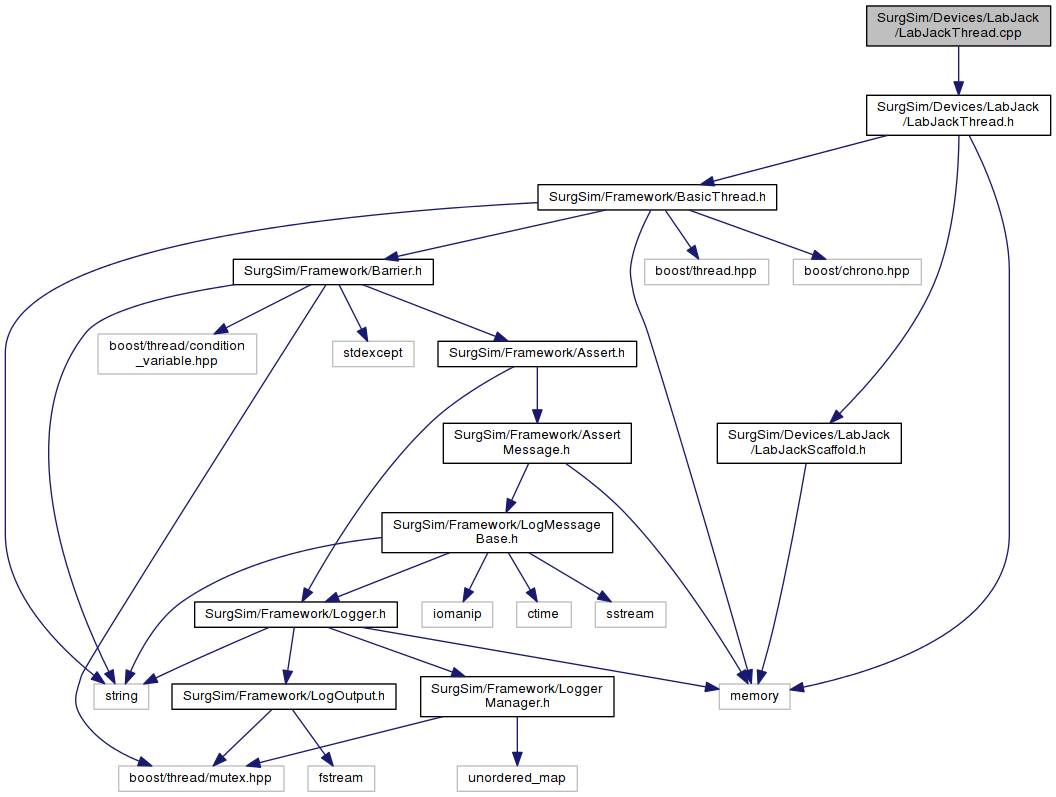 SurgSim/Devices/LabJack
/LabJackThread.cpp
SurgSim/Devices/LabJack
/LabJackThread.h
SurgSim/Framework/BasicThread.h
SurgSim/Framework/Barrier.h
boost/thread.hpp
boost/chrono.hpp
boost/thread/condition
_variable.hpp
stdexcept
SurgSim/Framework/Assert.h
SurgSim/Framework/Assert
Message.h
SurgSim/Devices/LabJack
/LabJackScaffold.h
SurgSim/Framework/LogMessage
Base.h
SurgSim/Framework/Logger.h
iomanip
ctime
sstream
string
SurgSim/Framework/LogOutput.h
SurgSim/Framework/Logger
Manager.h
memory
boost/thread/mutex.hpp
fstream
unordered_map